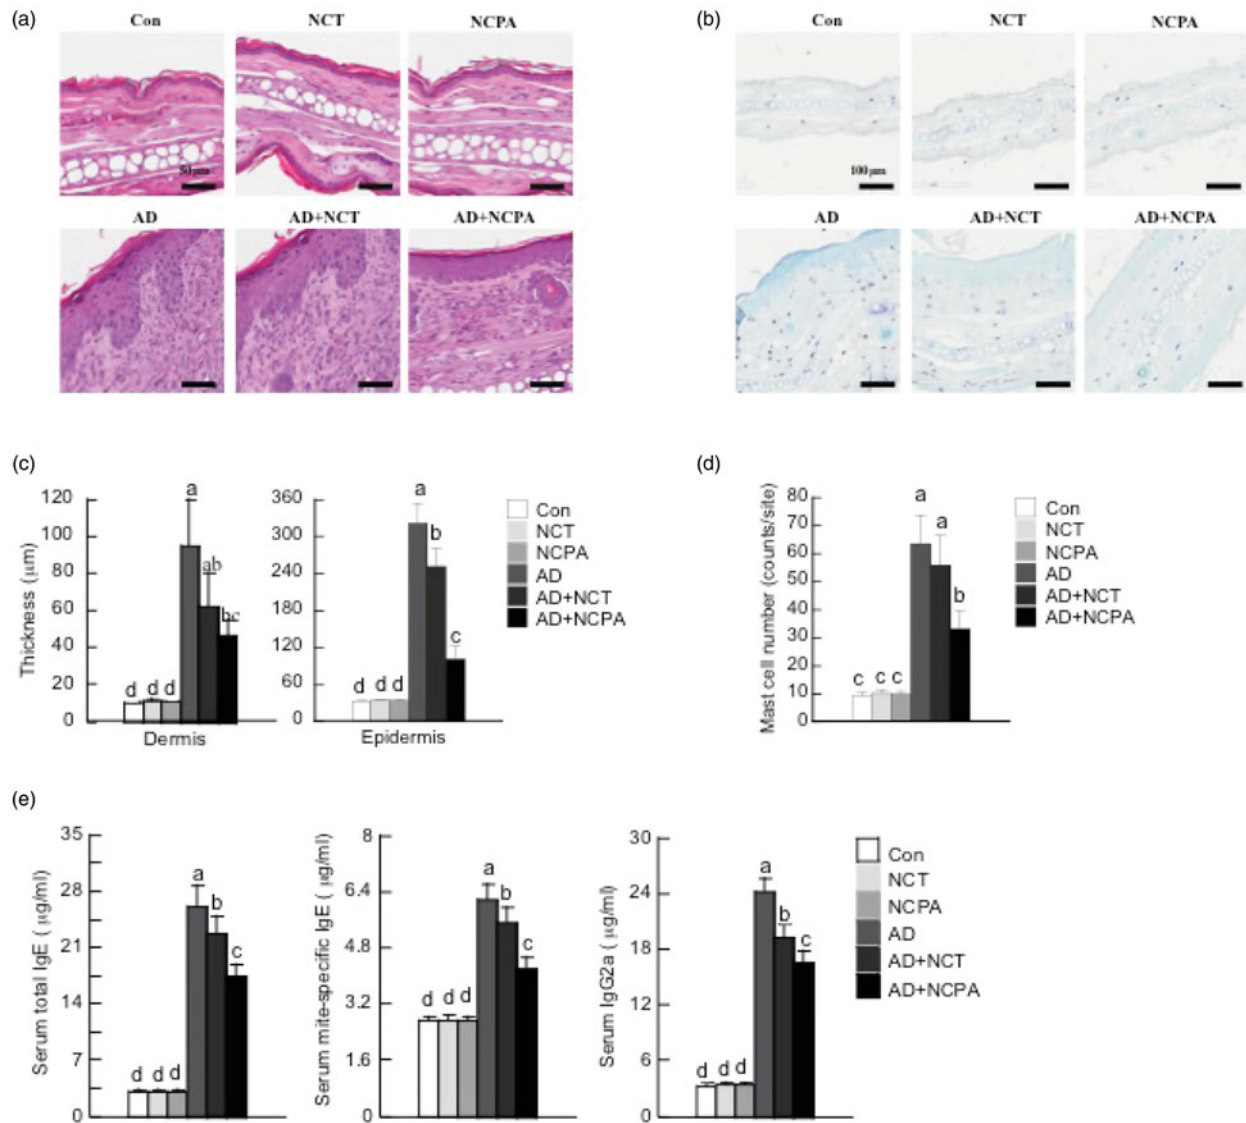 (a)
Con NCT NCPA
50 μm
AD AD+NCT AD+NCPA
(b)
Con NCT NCPA
100 μm
AD AD+NCT AD+NCPA
(c)
Thickness (μm)
120
100
80
60
40
20
0
d d d a ab bc
Dermis
360
300
240
180
120
60
0
d d d a b c
Epidermis
Con
NCT
NCPA
AD
AD+NCT
AD+NCPA
(d)
Mast cell number (counts/site)
80
70
60
50
40
30
20
10
0
c c c a a b
Con
NCT
NCPA
AD
AD+NCT
AD+NCPA
(e)
Serum total IgE ( μg/ml)
35
28
21
14
7
0
d d d a b c
Serum mite-specific IgE ( μg/ml)
8
6.4
4.8
3.2
1.6
0
d d d a b c
Serum IgG2a ( μg/ml)
30
24
18
12
6
0
d d d a b c
Con
NCT
NCPA
AD
AD+NCT
AD+NCPA